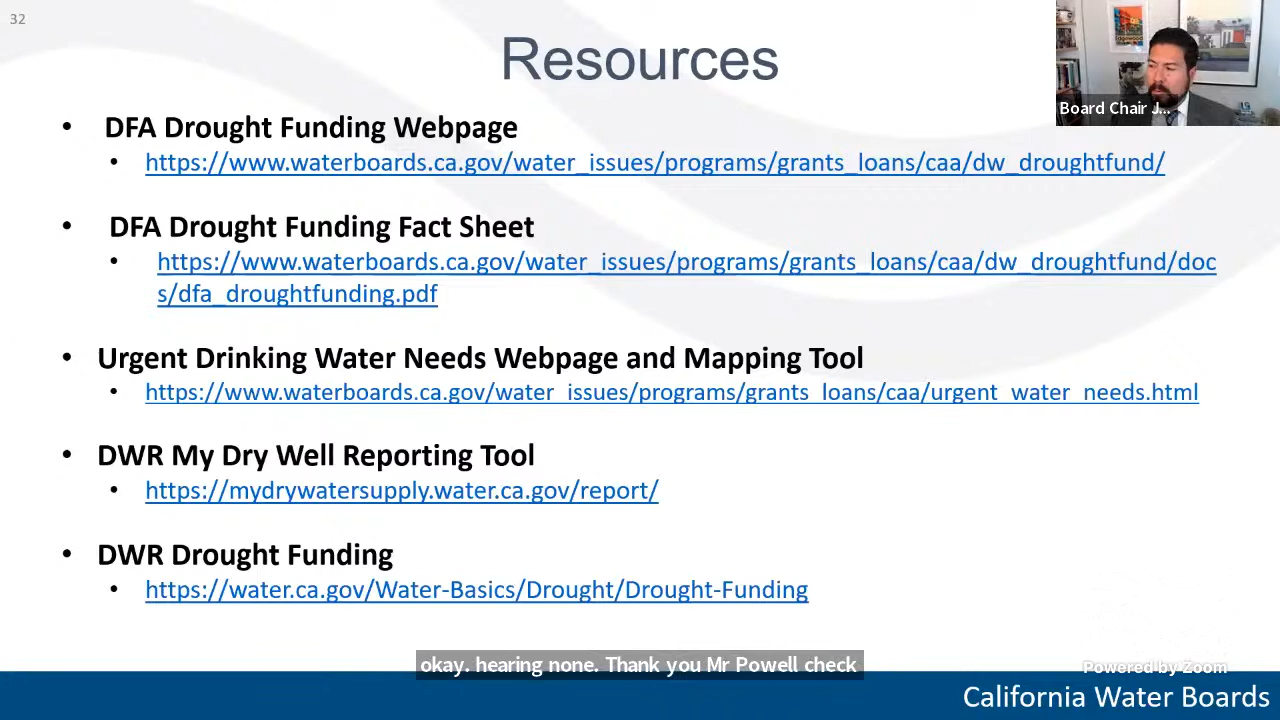 32
Resources
Board Chair J...
• DFA Drought Funding Webpage
• https://www.waterboards.ca.gov/water_issues/programs/grants_loans/caa/dw_droughtfund/
• DFA Drought Funding Fact Sheet
• https://www.waterboards.ca.gov/water_issues/programs/grants_loans/caa/dw_droughtfund/doc
s/dfa_droughtfunding.pdf
• Urgent Drinking Water Needs Webpage and Mapping Tool
• https://www.waterboards.ca.gov/water_issues/programs/grants_loans/caa/urgent_water_needs.html
• DWR My Dry Well Reporting Tool
• https://mydrywatersupply.water.ca.gov/report/
• DWR Drought Funding
• https://water.ca.gov/Water-Basics/Drought/Drought-Funding
okay. hearing none. Thank you Mr Powell check
Powered by Zoom
California Water Boards